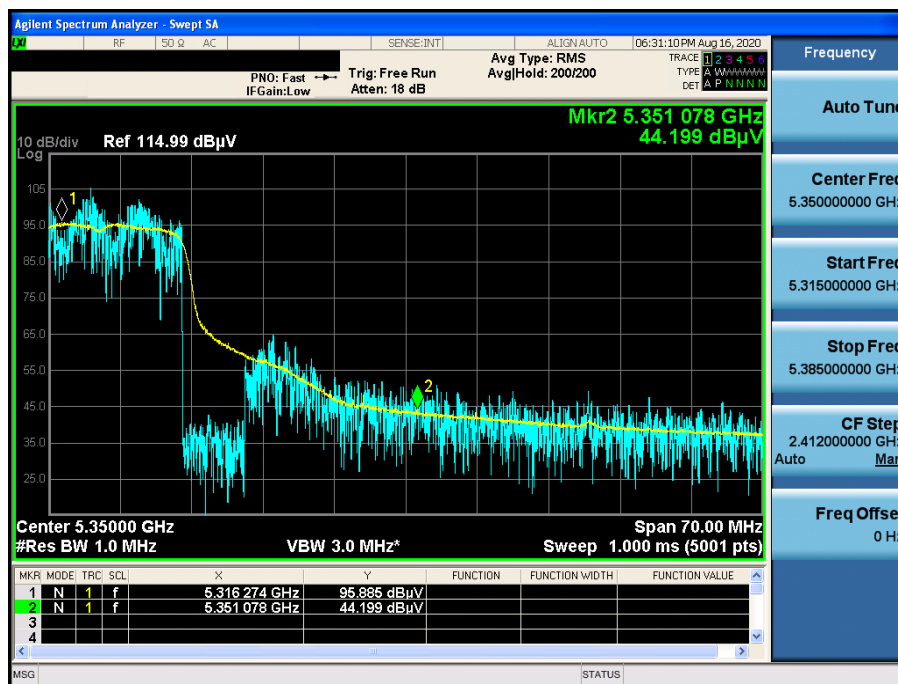 Agilent Spectrum Analyzer - Swept SA
LXI RF 50 Ω AC SENSE:INT ALIGN AUTO 06:31:10 PM Aug 16, 2020
Frequency
PNO: Fast
IFGain:Low
Trig: Free Run
Atten: 18 dB
Avg Type: RMS
Avg|Hold: 200/200
TRACE 1 2 3 4 5 6
TYPE A WWWWW
DET A P N N N N
Auto Tune
Mkr2 5.351 078 GHz
44.199 dBµV
10 dB/div
Log
Ref 114.99 dBµV
105
95.0
85.0
75.0
65.0
55.0
45.0
35.0
25.0
1
2
Center Freq
5.350000000 GHz
Start Freq
5.315000000 GHz
Stop Freq
5.385000000 GHz
CF Step
2.412000000 GHz
Auto Man
Freq Offset
0 Hz
Center 5.35000 GHz
Span 70.00 MHz
#Res BW 1.0 MHz
VBW 3.0 MHz*
Sweep 1.000 ms (5001 pts)
MKR MODE TRC SCL X Y FUNCTION FUNCTION WIDTH FUNCTION VALUE
1 N 1 f 5.316 274 GHz 95.885 dBµV
2 N 1 f 5.351 078 GHz 44.199 dBµV
3
4
MSG
STATUS